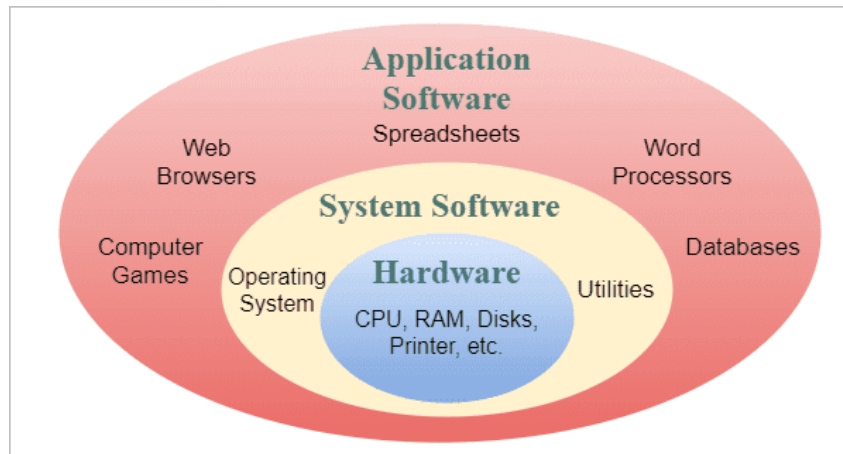 Application
Software
Spreadsheets
Web
Browsers
Word
Processors
System Software
Computer
Games
Databases
Hardware
Operating
System
Utilities
CPU, RAM, Disks,
Printer, etc.